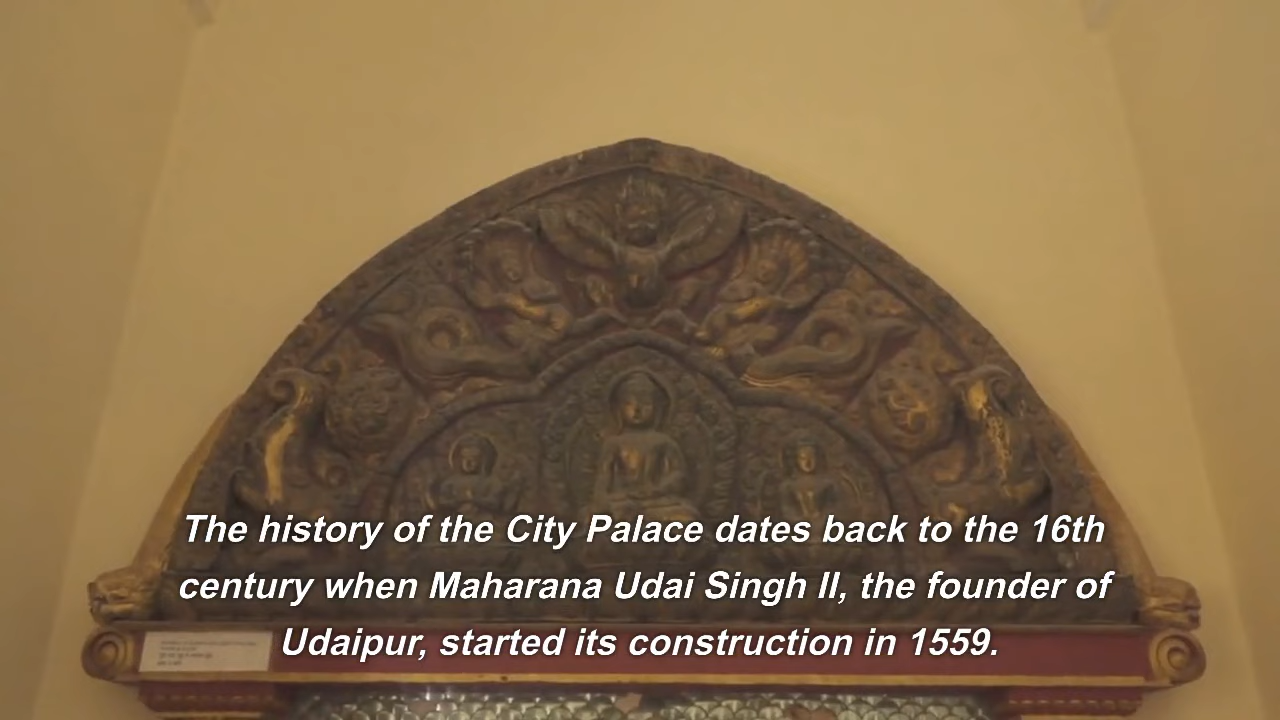 The history of the City Palace dates back to the 16th
century when Maharana Udai Singh II, the founder of
Udaipur, started its construction in 1559.